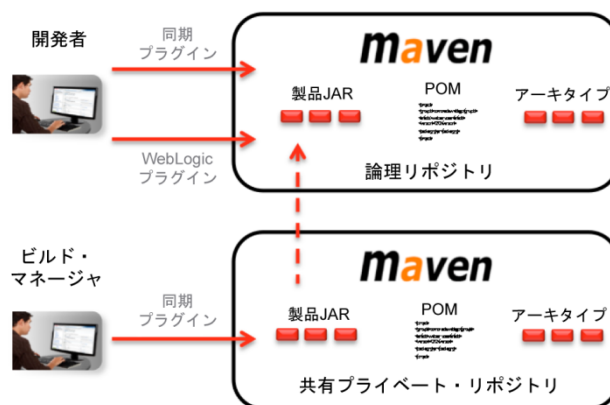 開発者
同期
プラグイン
maven
製品JAR
POM
アーキタイプ
WebLogic
プラグイン
論理リポジトリ
ビルド・
マネージャ
同期
プラグイン
maven
製品JAR
POM
アーキタイプ
共有プライベート・リポジトリ